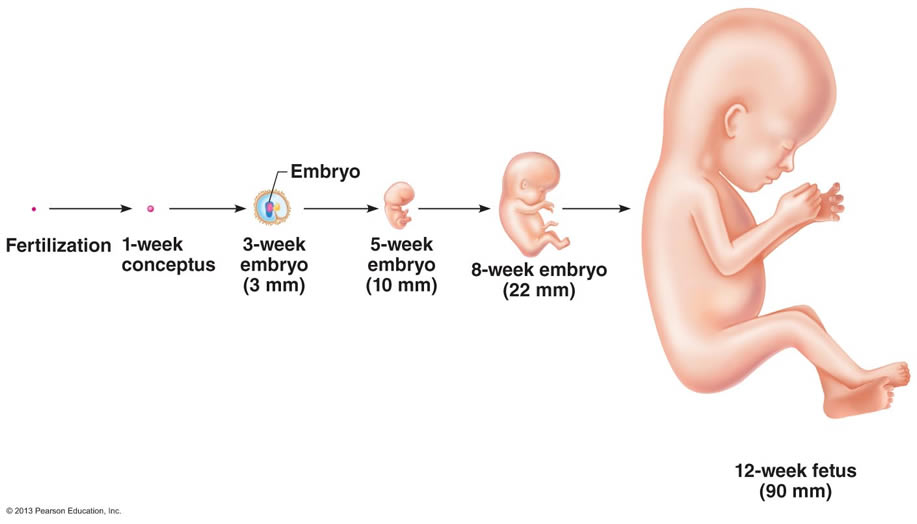 Embryo
Fertilization
1-week
conceptus
3-week
embryo
(3 mm)
5-week
embryo
(10 mm)
8-week embryo
(22 mm)
12-week fetus
(90 mm)
© 2013 Pearson Education, Inc.